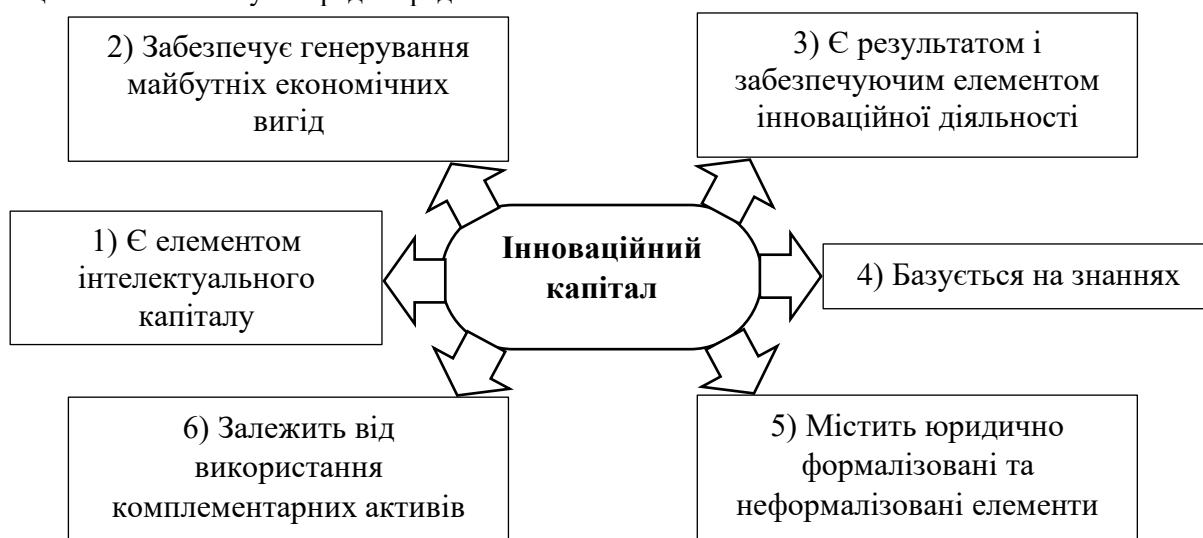 2) Забезпечує генерування
майбутніх економічних
вигід
3) Є результатом і
забезпечуючим елементом
інноваційної діяльності
1) Є елементом
інтелектуального
капіталу
Інноваційний
капітал
4) Базується на знаннях
6) Залежить від
використання
комплементарних активів
5) Містить юридично
формалізовані та
неформалізовані елементи